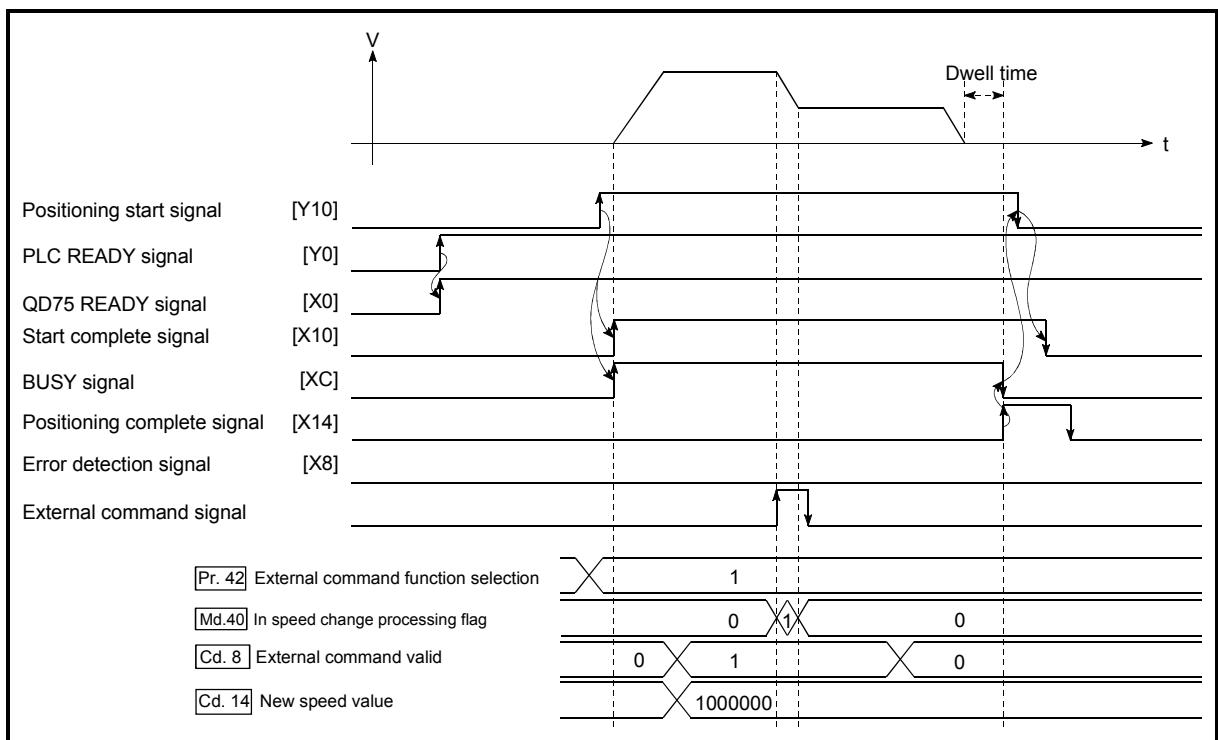 V
Dwell time
t
Positioning start signal [Y10]
PLC READY signal [Y0]
QD75 READY signal [X0]
Start complete signal [X10]
BUSY signal [XC]
Positioning complete signal [X14]
Error detection signal [X8]
External command signal
Pr. 42 External command function selection 1
Md.40 In speed change processing flag 0 1 0
Cd. 8 External command valid 0 1 0
Cd. 14 New speed value 1000000